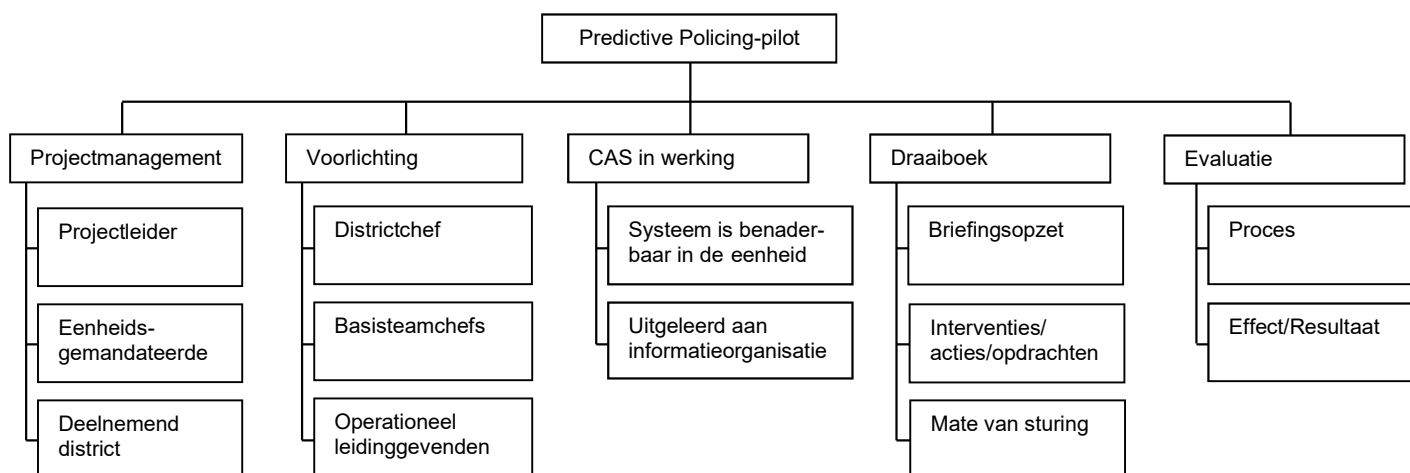 Predictive Policing-pilot
Projectmanagement
Projectleider
Eenheids-
gemandateerde
Deelnemend
district
Voorlichting
Districtchef
Basisteamchefs
Operationeel
leidinggevenden
CAS in werking
Systeem is benader-
baar in de eenheid
Uitgeleerd aan
informatieorganisatie
Draaiboek
Briefingsopzet
Interventies/
acties/opdrachten
Mate van sturing
Evaluatie
Proces
Effect/Resultaat